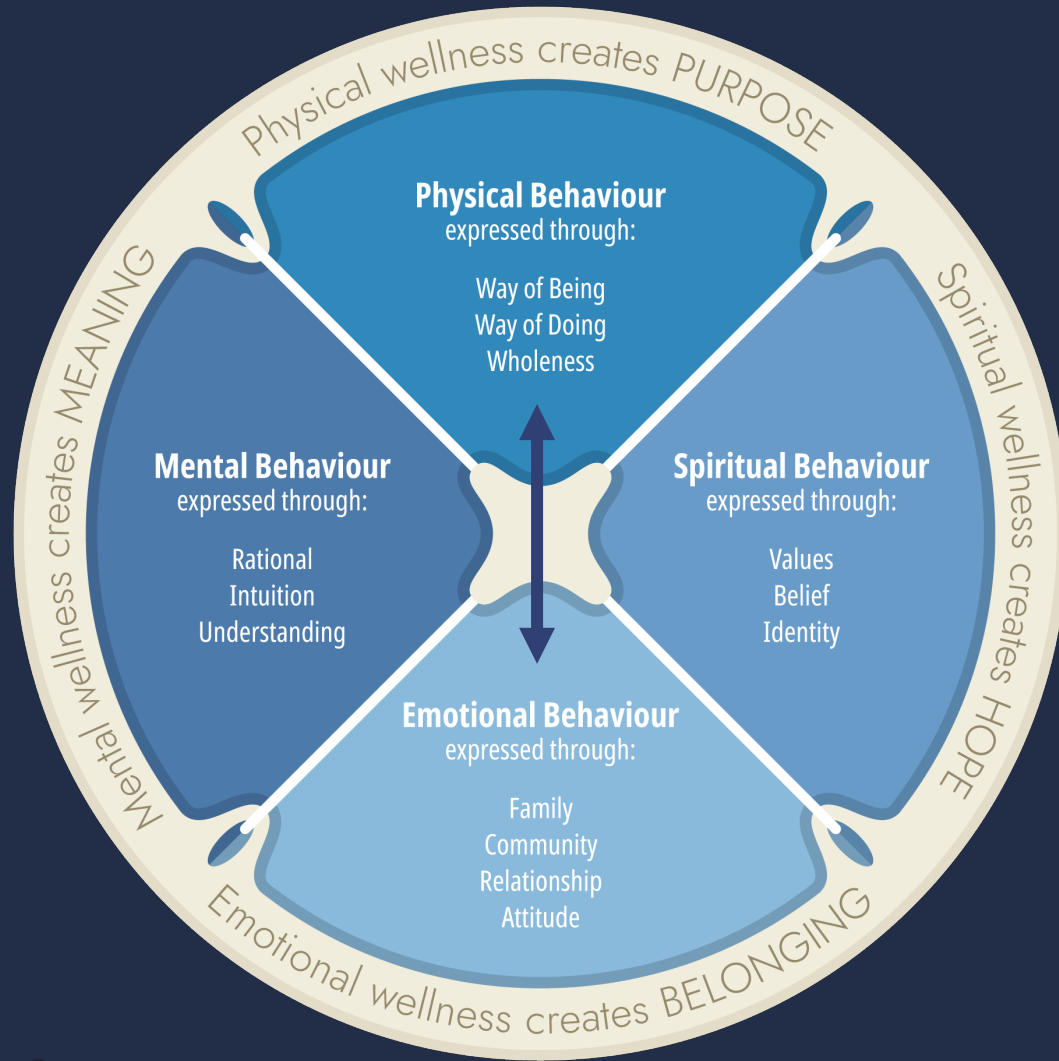 Physical wellness creates PURPOSE
Physical Behaviour
expressed through:
Way of Being
Way of Doing
Wholeness
Mental wellness creates MEANING
Mental Behaviour
expressed through:
Rational
Intuition
Understanding
Spiritual Behaviour
expressed through:
Values
Belief
Identity
Spiritual wellness creates HOPE
Emotional Behaviour
expressed through:
Family
Community
Relationship
Attitude
Emotional wellness creates BELONGING